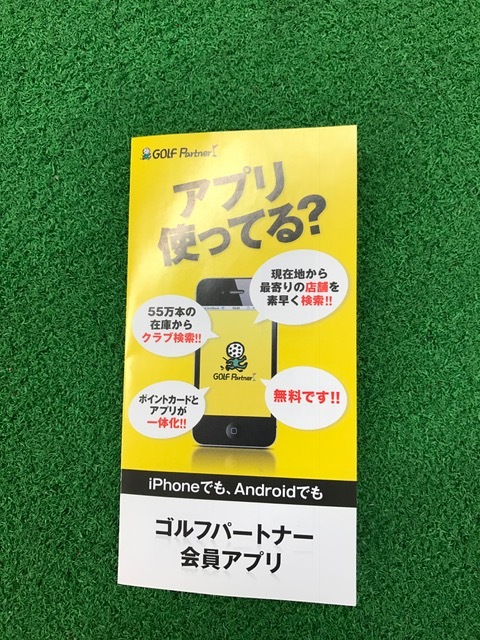 GOLF Partner
アプリ
使ってる?
現在地から
最寄りの店舗を
素早く検索!!
55万本の
在庫から
クラブ検索!!
GOLF Partner
ポイントカードと
アプリが
一体化!!
無料です!!
iPhoneでも、Androidでも
ゴルフパートナー
会員アプリ